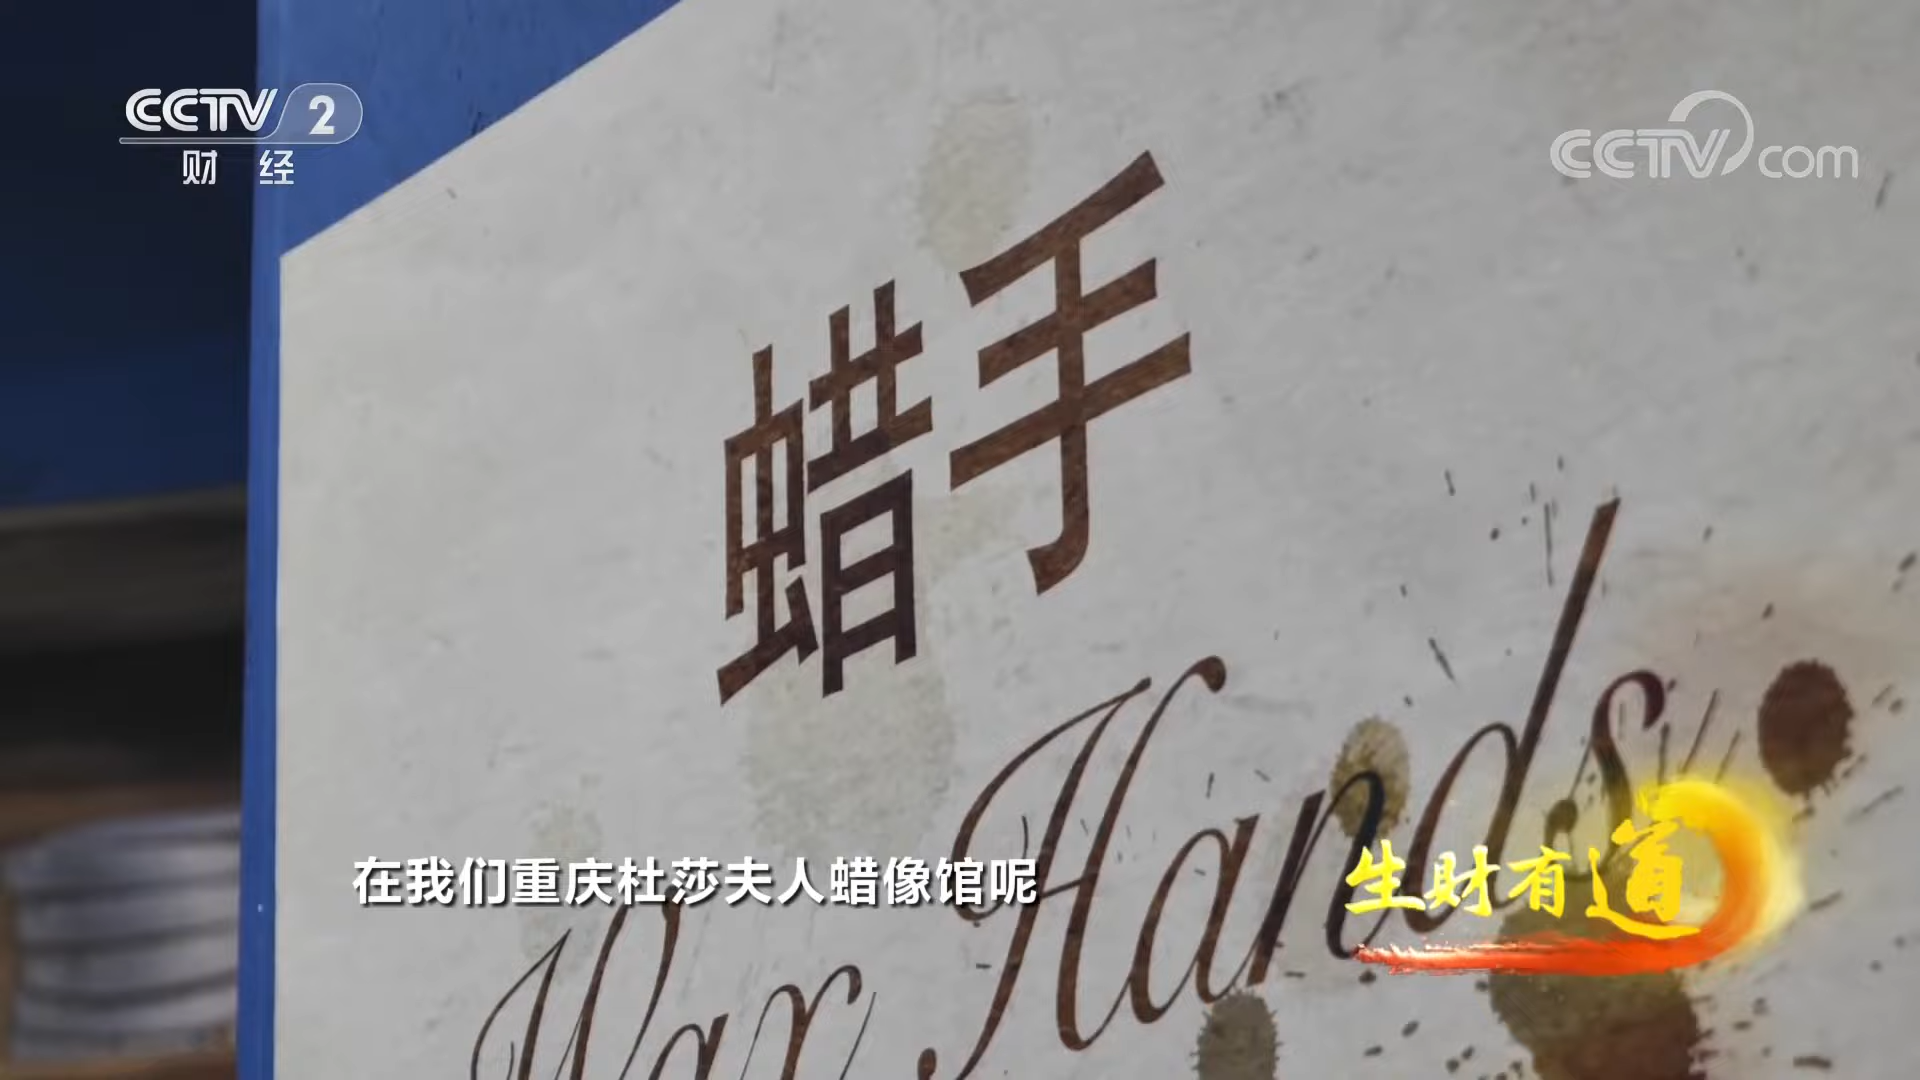 CCTV 2
财经
CCTV com
蜡手
Wax Hands
在我们重庆杜莎夫人蜡像馆呢
生财有道